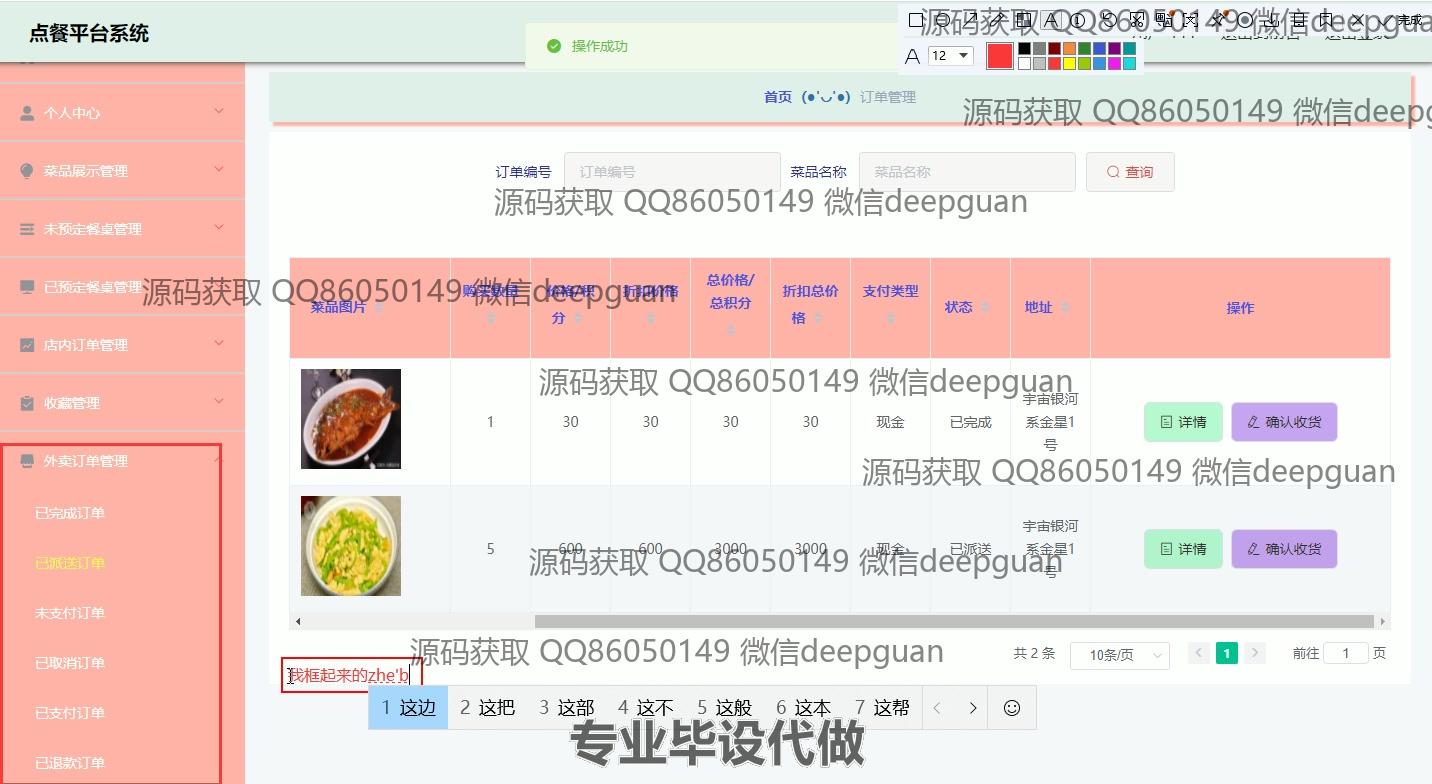 点餐平台系统
操作成功
完成
A 12
源码获取 QQ86050149 微信deepgua
首页 (●'◡'●) 订单管理
源码获取 QQ86050149 微信deepg
个人中心
菜品展示管理
未预定餐桌管理
已预定餐桌管理
店内订单管理
收藏管理
外卖订单管理
已完成订单
已派送订单
未支付订单
已取消订单
已支付订单
已退款订单
订单编号 订单编号 菜品名称 菜品名称 查询
源码获取 QQ86050149 微信deepguan
源码获取 QQ86050149 微信deepguan
菜品图片 购买数量 价格/积分 折扣价格 总价格/总积分 折扣总价格 支付类型 状态 地址 操作
源码获取 QQ86050149 微信deepguan
1 30 30 30 30 现金 已完成 宇宙银河系金星1号 详情 确认收货
源码获取 QQ86050149 微信deepguan
5 600 600 3000 3000 现金 已派送 宇宙银河系金星1号 详情 确认收货
源码获取 QQ86050149 微信deepguan
源码获取 QQ86050149 微信deepguan
共 2 条 10条/页 1 前往 1 页
我框起来的zhe'b
1 这边 2 这把 3 这部 4 这不 5 这般 6 这本 7 这帮
专业毕设代做